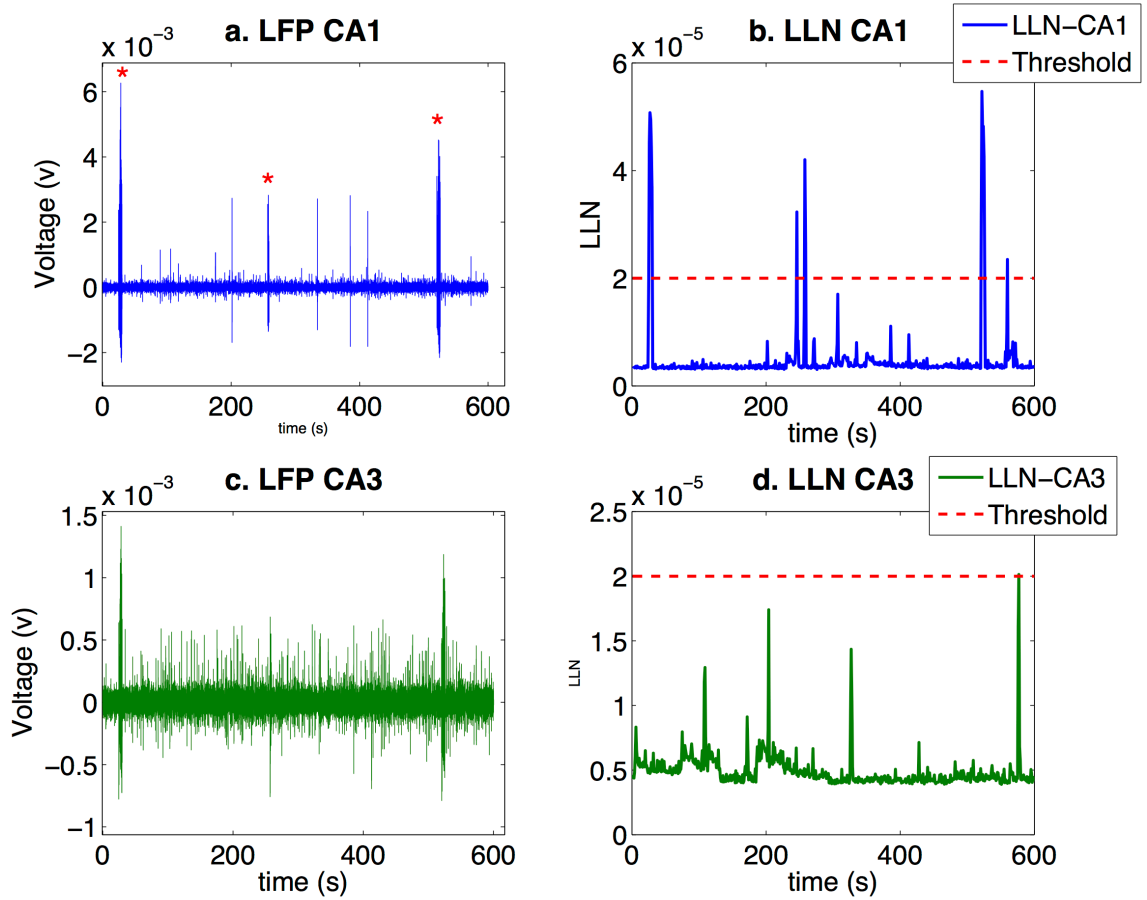 a. LFP CA1
x 10⁻³
*
*
*
6
4
2
0
−2
Voltage (v)
0 200 400 600
time (s)
b. LLN CA1
x 10⁻⁵
LLN−CA1
Threshold
6
4
2
0
LLN
0 200 400 600
time (s)
c. LFP CA3
x 10⁻³
1.5
1
0.5
0
−0.5
−1
Voltage (v)
0 200 400 600
time (s)
d. LLN CA3
x 10⁻⁵
LLN−CA3
Threshold
2.5
2
1.5
1
0.5
0
LLN
0 200 400 600
time (s)